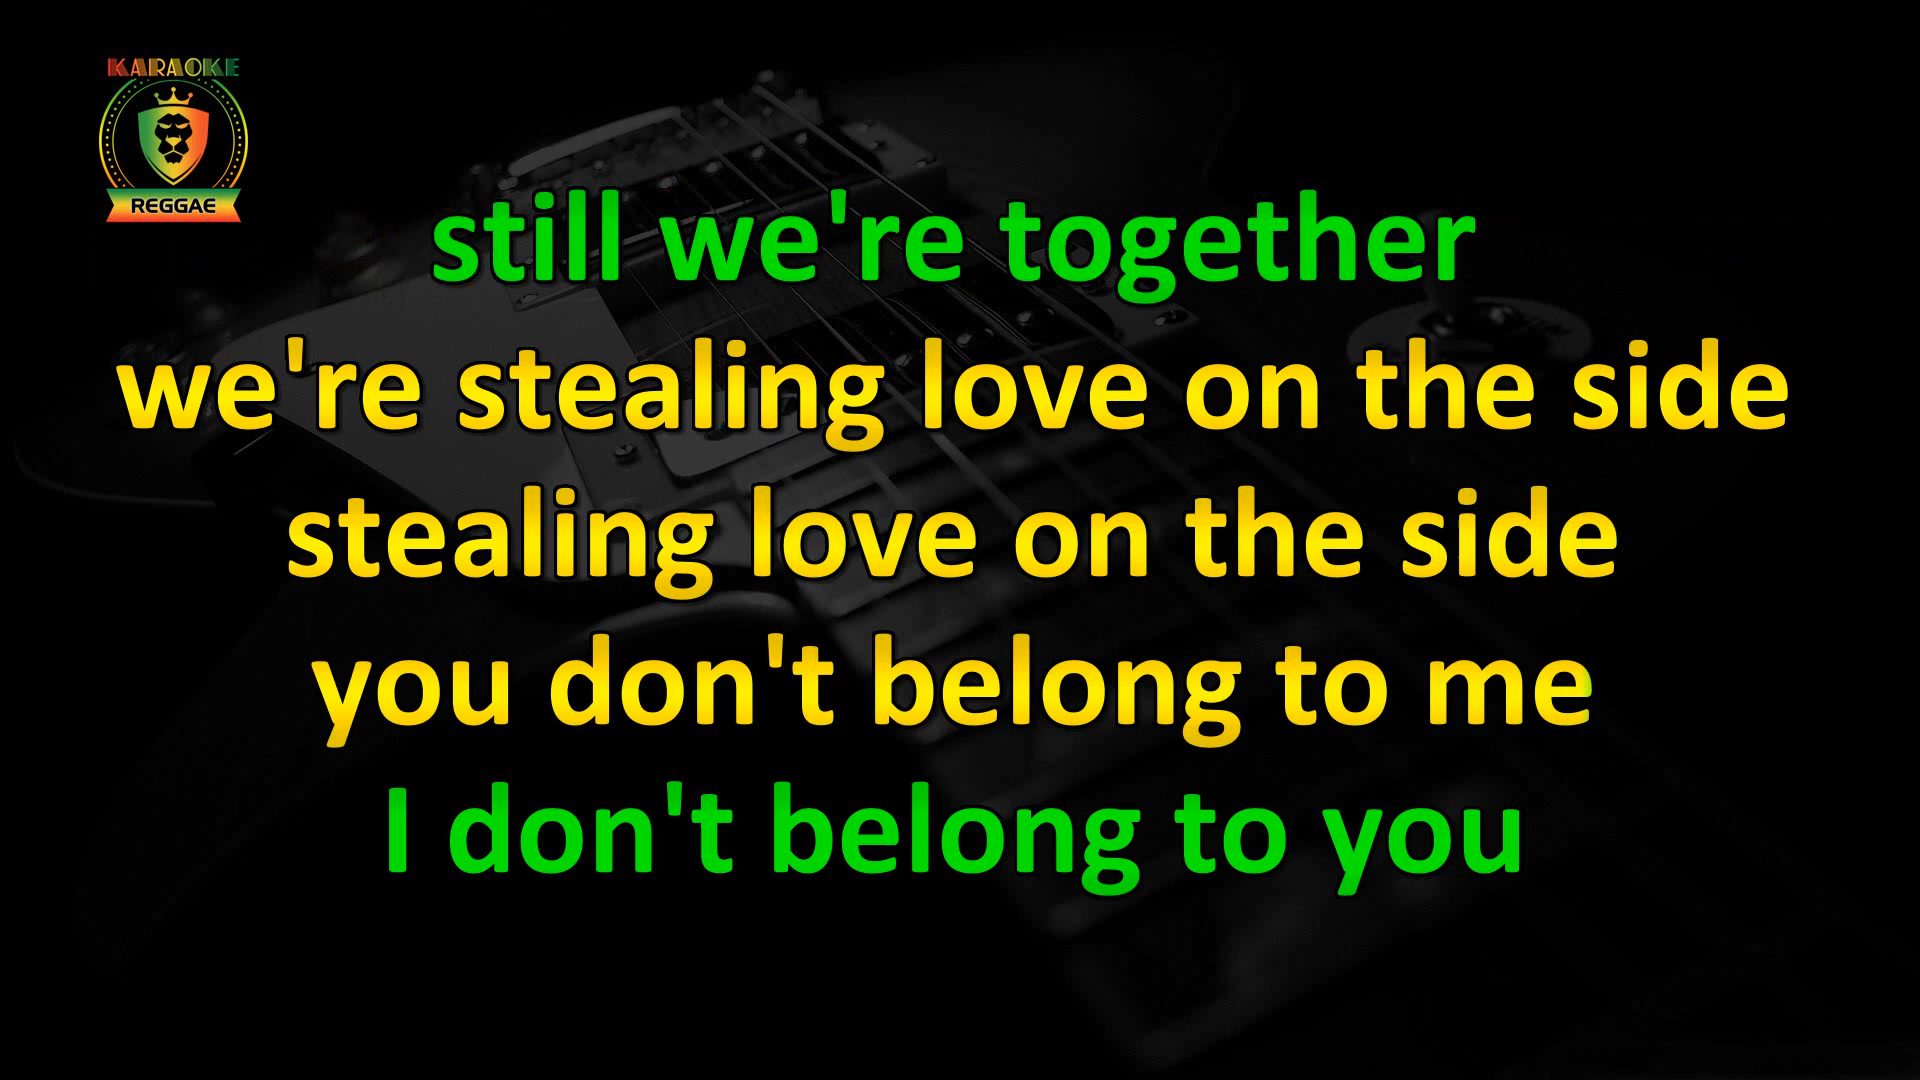 KARAOKE
REGGAE
still we're together
we're stealing love on the side
stealing love on the side
you don't belong to me
I don't belong to you